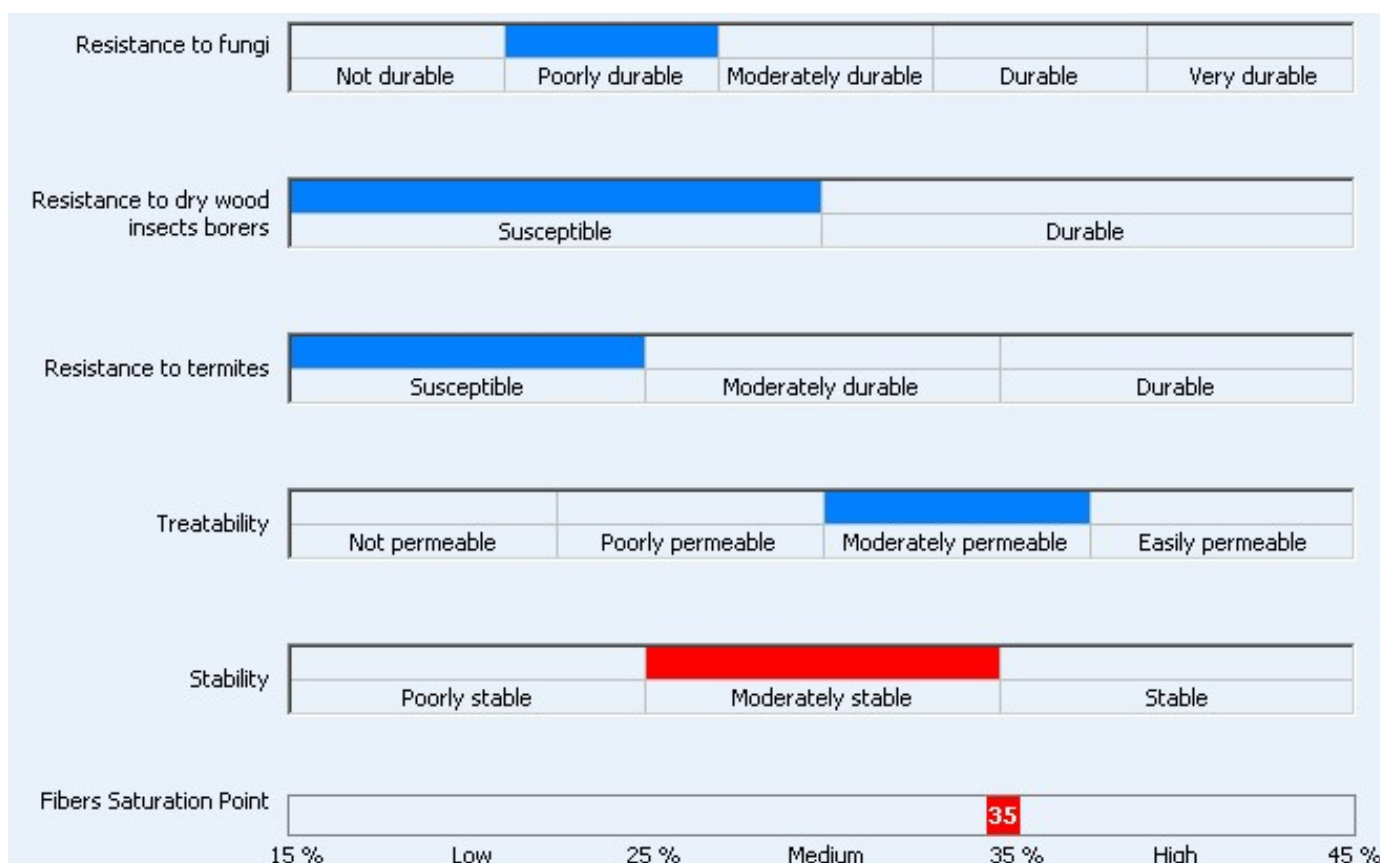 Resistance to fungi
Not durable Poorly durable Moderately durable Durable Very durable
Resistance to dry wood
insects borers
Susceptible Durable
Resistance to termites
Susceptible Moderately durable Durable
Treatability
Not permeable Poorly permeable Moderately permeable Easily permeable
Stability
Poorly stable Moderately stable Stable
Fibers Saturation Point
35
15 % Low 25 % Medium 35 % High 45 %